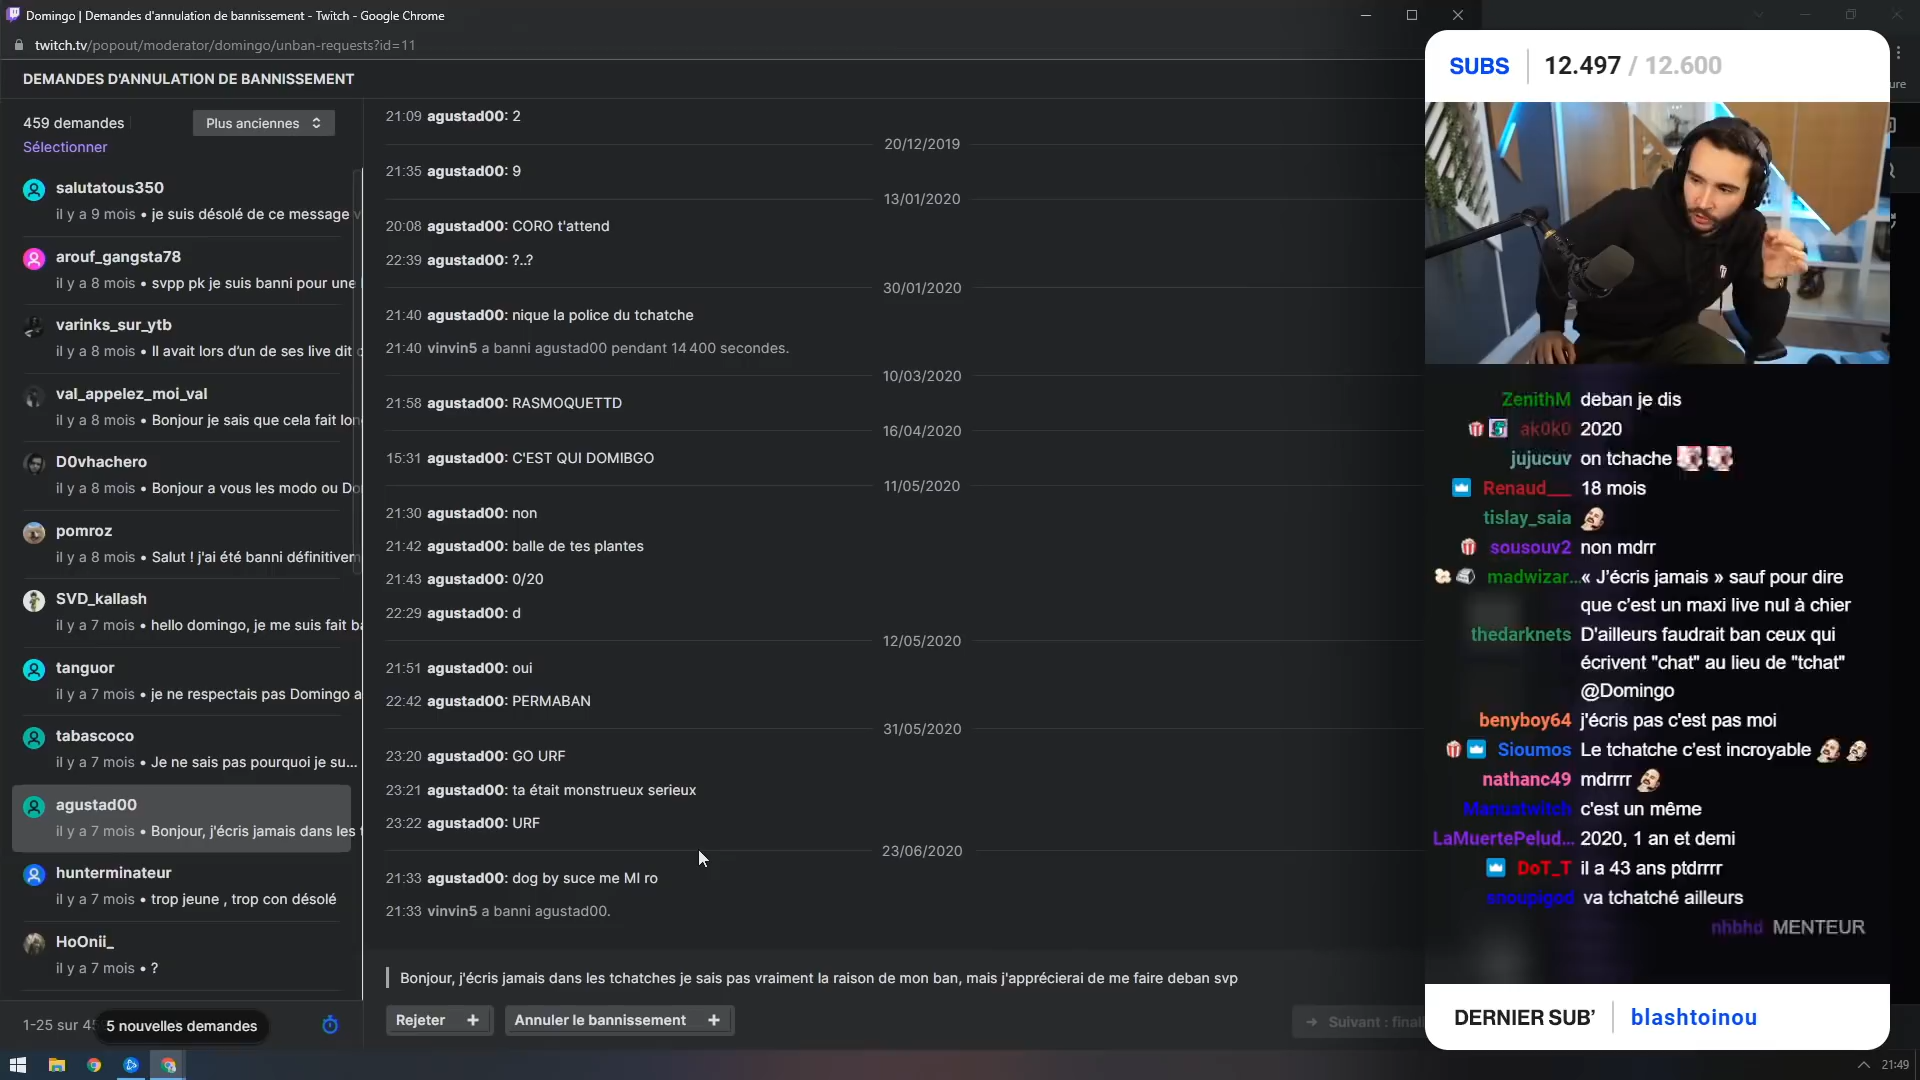 Domingo | Demandes d'annulation de bannissement - Twitch - Google Chrome
twitch.tv/popout/moderator/domingo/unban-requests?id=11
DEMANDES D'ANNULATION DE BANNISSEMENT
459 demandes
Plus anciennes
Sélectionner
salutatous350
il y a 9 mois • je suis désolé de ce message
arouf_gangsta78
il y a 8 mois • svpp pk je suis banni pour une
varinks_sur_ytb
il y a 8 mois • Il avait lors d'un de ses live dit
val_appelez_moi_val
il y a 8 mois • Bonjour je sais que cela fait lon
D0vhachero
il y a 8 mois • Bonjour a vous les modo ou Do
pomroz
il y a 8 mois • Salut ! j'ai été banni définitivem
SVD_kallash
il y a 7 mois • hello domingo, je me suis fait ba
tanguor
il y a 7 mois • je ne respectais pas Domingo a
tabascoco
il y a 7 mois • Je ne sais pas pourquoi je su...
agustad00
il y a 7 mois • Bonjour, j'écris jamais dans les t
hunterminateur
il y a 7 mois • trop jeune , trop con désolé
HoOnii_
il y a 7 mois • ?
1-25 sur 45
5 nouvelles demandes
21:09 agustad00: 2
20/12/2019
21:35 agustad00: 9
13/01/2020
20:08 agustad00: CORO t'attend
22:39 agustad00: ?..?
30/01/2020
21:40 agustad00: nique la police du tchatche
21:40 vinvin5 a banni agustad00 pendant 14 400 secondes.
10/03/2020
21:58 agustad00: RASMOQUETTD
16/04/2020
15:31 agustad00: C'EST QUI DOMIBGO
11/05/2020
21:30 agustad00: non
21:42 agustad00: balle de tes plantes
21:43 agustad00: 0/20
22:29 agustad00: d
12/05/2020
21:51 agustad00: oui
22:42 agustad00: PERMABAN
31/05/2020
23:20 agustad00: GO URF
23:21 agustad00: ta était monstrueux serieux
23:22 agustad00: URF
23/06/2020
21:33 agustad00: dog by suce me MI ro
21:33 vinvin5 a banni agustad00.
Bonjour, j'écris jamais dans les tchatches je sais pas vraiment la raison de mon ban, mais j'apprécierai de me faire deban svp
Rejeter +
Annuler le bannissement +
→ Suivant : final
SUBS 12.497 / 12.600
ure
ZenithM deban je dis
ak0k0 2020
jujucuv on tchache
Renaud___ 18 mois
tislay_saia
sousouv2 non mdrr
madwizar... « J'écris jamais » sauf pour dire
que c'est un maxi live nul à chier
thedarknets D'ailleurs faudrait ban ceux qui
écrivent "chat" au lieu de "tchat"
@Domingo
benyboy64 j'écris pas c'est pas moi
Sioumos Le tchatche c'est incroyable
nathanc49 mdrrrr
Manuatwitch c'est un même
LaMuertePelud... 2020, 1 an et demi
DoT_T il a 43 ans ptdrrrr
snoupigod va tchatché ailleurs
nhbhd MENTEUR
DERNIER SUB' blashtoinou
21:49